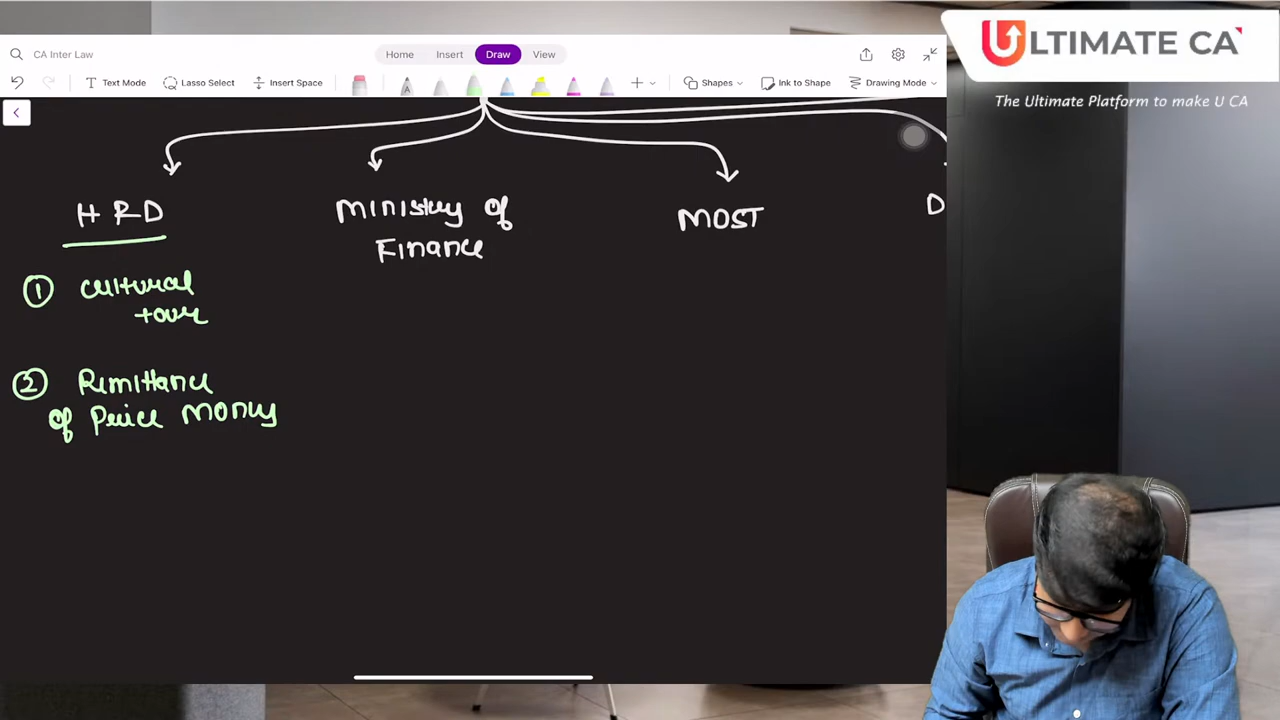 CA Inter Law
Home Insert Draw View
Text Mode Lasso Select Insert Space Shapes Ink to Shape Drawing Mode
ULTIMATE CA
The Ultimate Platform to make U CA
HRD
Ministry of
Finance
MOST
D
① Cultural
tour
② Remittance
of Price Money